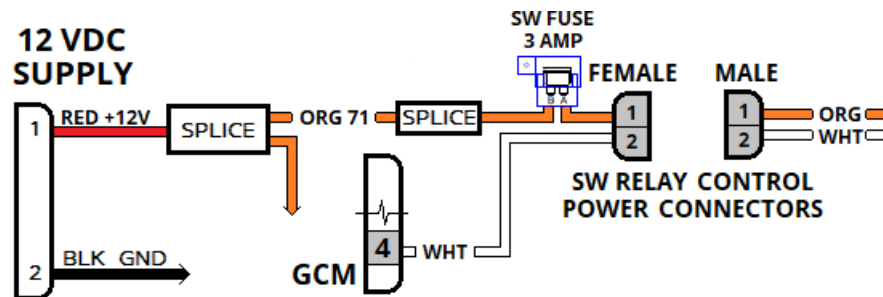 12 VDC
SUPPLY
SW FUSE
3 AMP
FEMALE
MALE
1
RED +12V
SPLICE
ORG 71
SPLICE
B A
1
2
1
2
ORG
WHT
SW RELAY CONTROL
POWER CONNECTORS
2
BLK GND
GCM
4
WHT